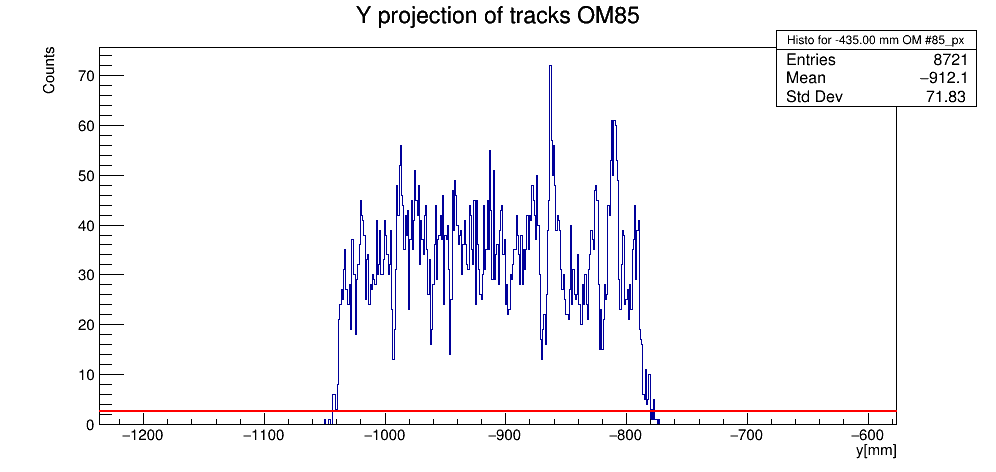 Y projection of tracks OM85
Histo for -435.00 mm OM #85_px
Entries 8721
Mean −912.1
Std Dev 71.83
Counts
70
60
50
40
30
20
10
0
−1200 −1100 −1000 −900 −800 −700 −600
y[mm]